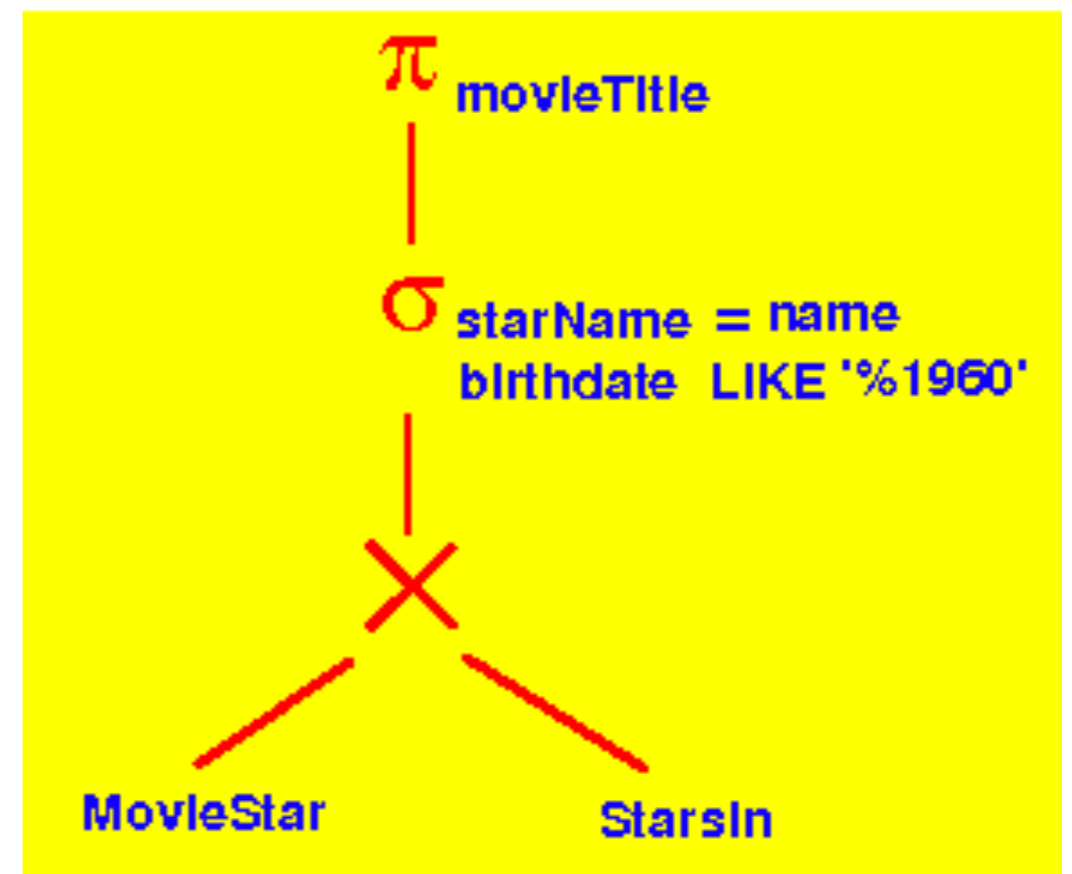 π movieTitle
σ starName = name
birthdate LIKE '%1960'
×
MovieStar StarsIn